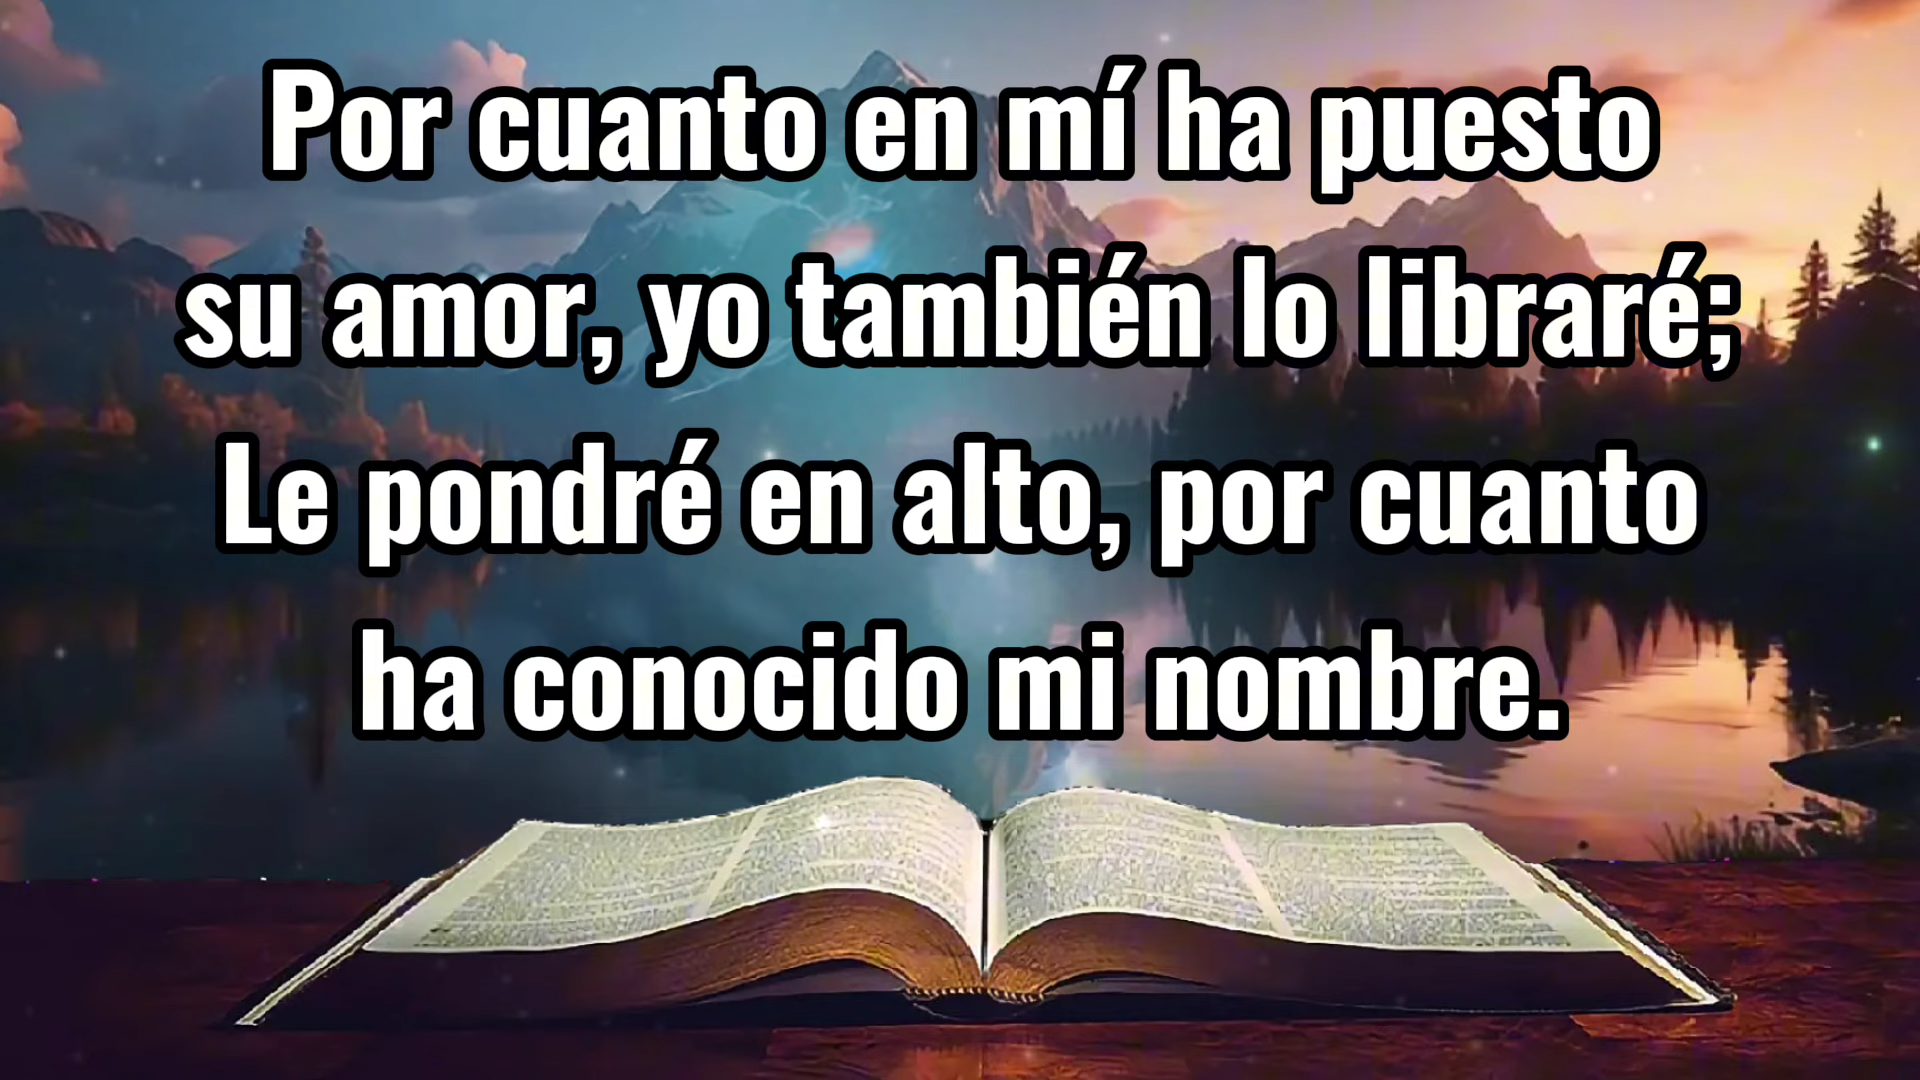 Por cuanto en mí ha puesto
su amor, yo también lo libraré;
Le pondré en alto, por cuanto
ha conocido mi nombre.